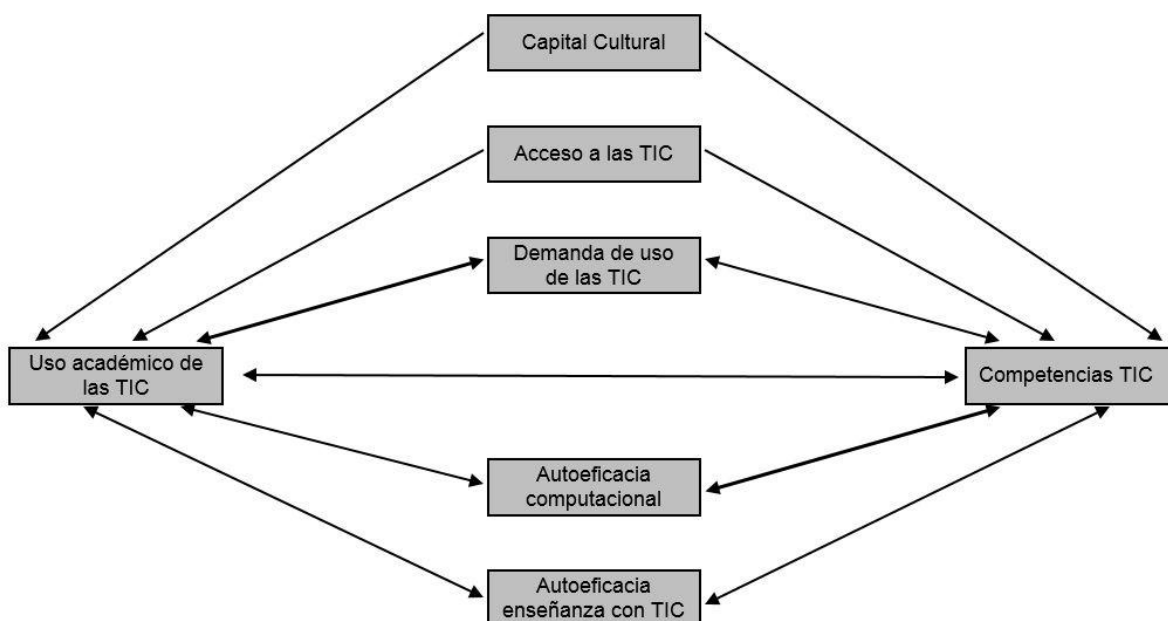 Capital Cultural
Acceso a las TIC
Demanda de uso
de las TIC
Uso académico de
las TIC
Competencias TIC
Autoeficacia
computacional
Autoeficacia
enseñanza con TIC